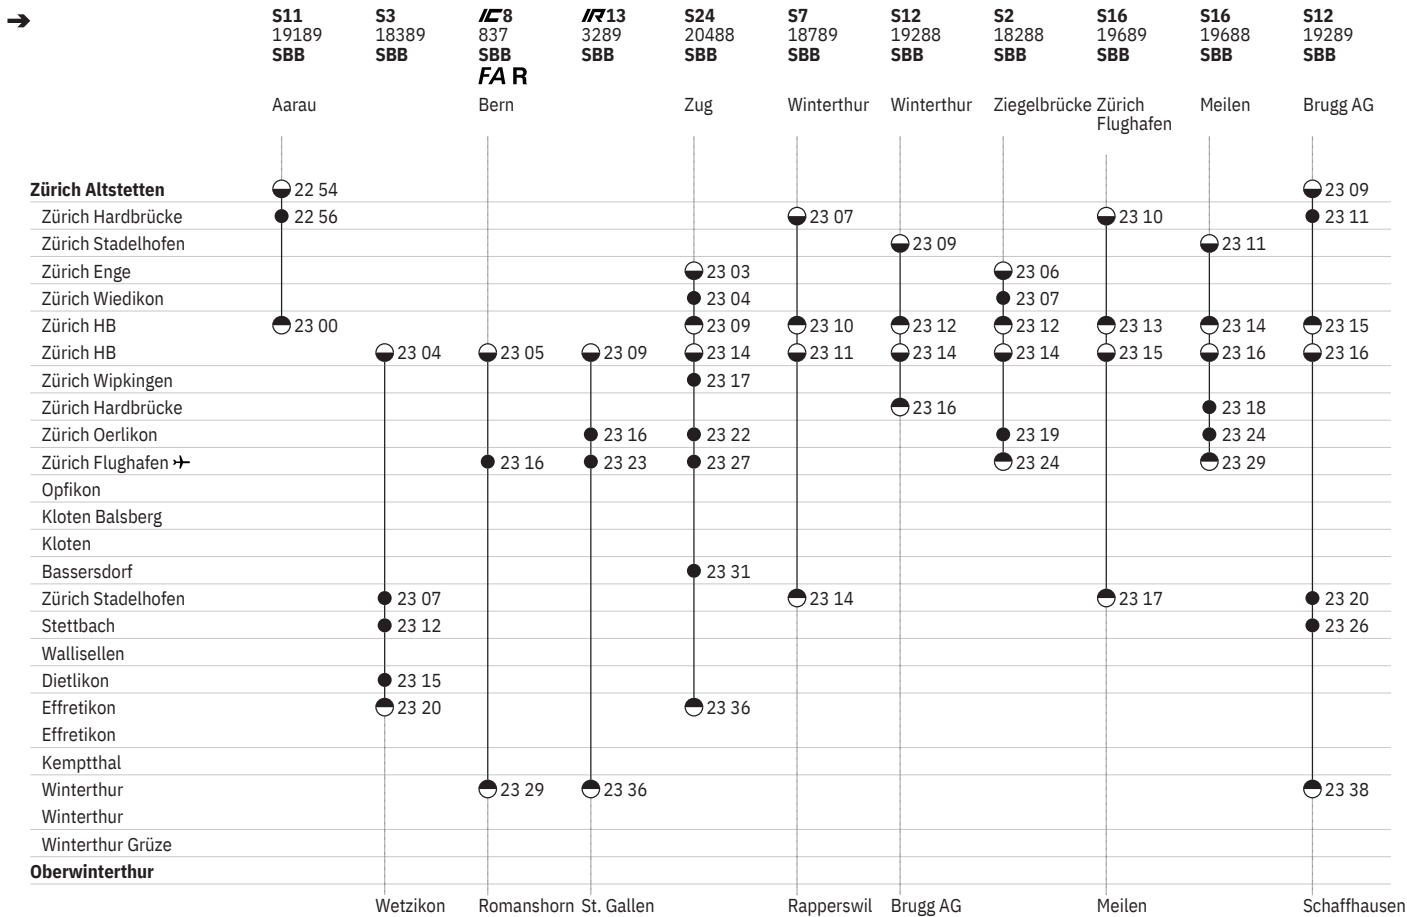 ➔ S11 S3 IC8 IR13 S24 S7 S12 S2 S16 S16 S12
19189 18389 837 3289 20488 18789 19288 18288 19689 19688 19289
SBB SBB SBB SBB SBB SBB SBB SBB SBB SBB SBB
FA R
Aarau Bern Zug Winterthur Winterthur Ziegelbrücke Zürich Meilen Brugg AG
Flughafen
Zürich Altstetten 22 54 23 09
Zürich Hardbrücke 22 56 23 07 23 10 23 11
Zürich Stadelhofen 23 09 23 11
Zürich Enge 23 03 23 06
Zürich Wiedikon 23 04 23 07
Zürich HB 23 00 23 09 23 10 23 12 23 12 23 13 23 14 23 15
Zürich HB 23 04 23 05 23 09 23 14 23 11 23 14 23 14 23 15 23 16 23 16
Zürich Wipkingen 23 17
Zürich Hardbrücke 23 16 23 18
Zürich Oerlikon 23 16 23 22 23 19 23 24
Zürich Flughafen ✈ 23 16 23 23 23 27 23 24 23 29
Opfikon
Kloten Balsberg
Kloten
Bassersdorf 23 31
Zürich Stadelhofen 23 07 23 14 23 17 23 20
Stettbach 23 12 23 26
Wallisellen
Dietlikon 23 15
Effretikon 23 20 23 36
Effretikon
Kemptthal
Winterthur 23 29 23 36 23 38
Winterthur
Winterthur Grüze
Oberwinterthur
Wetzikon Romanshorn St. Gallen Rapperswil Brugg AG Meilen Schaffhausen